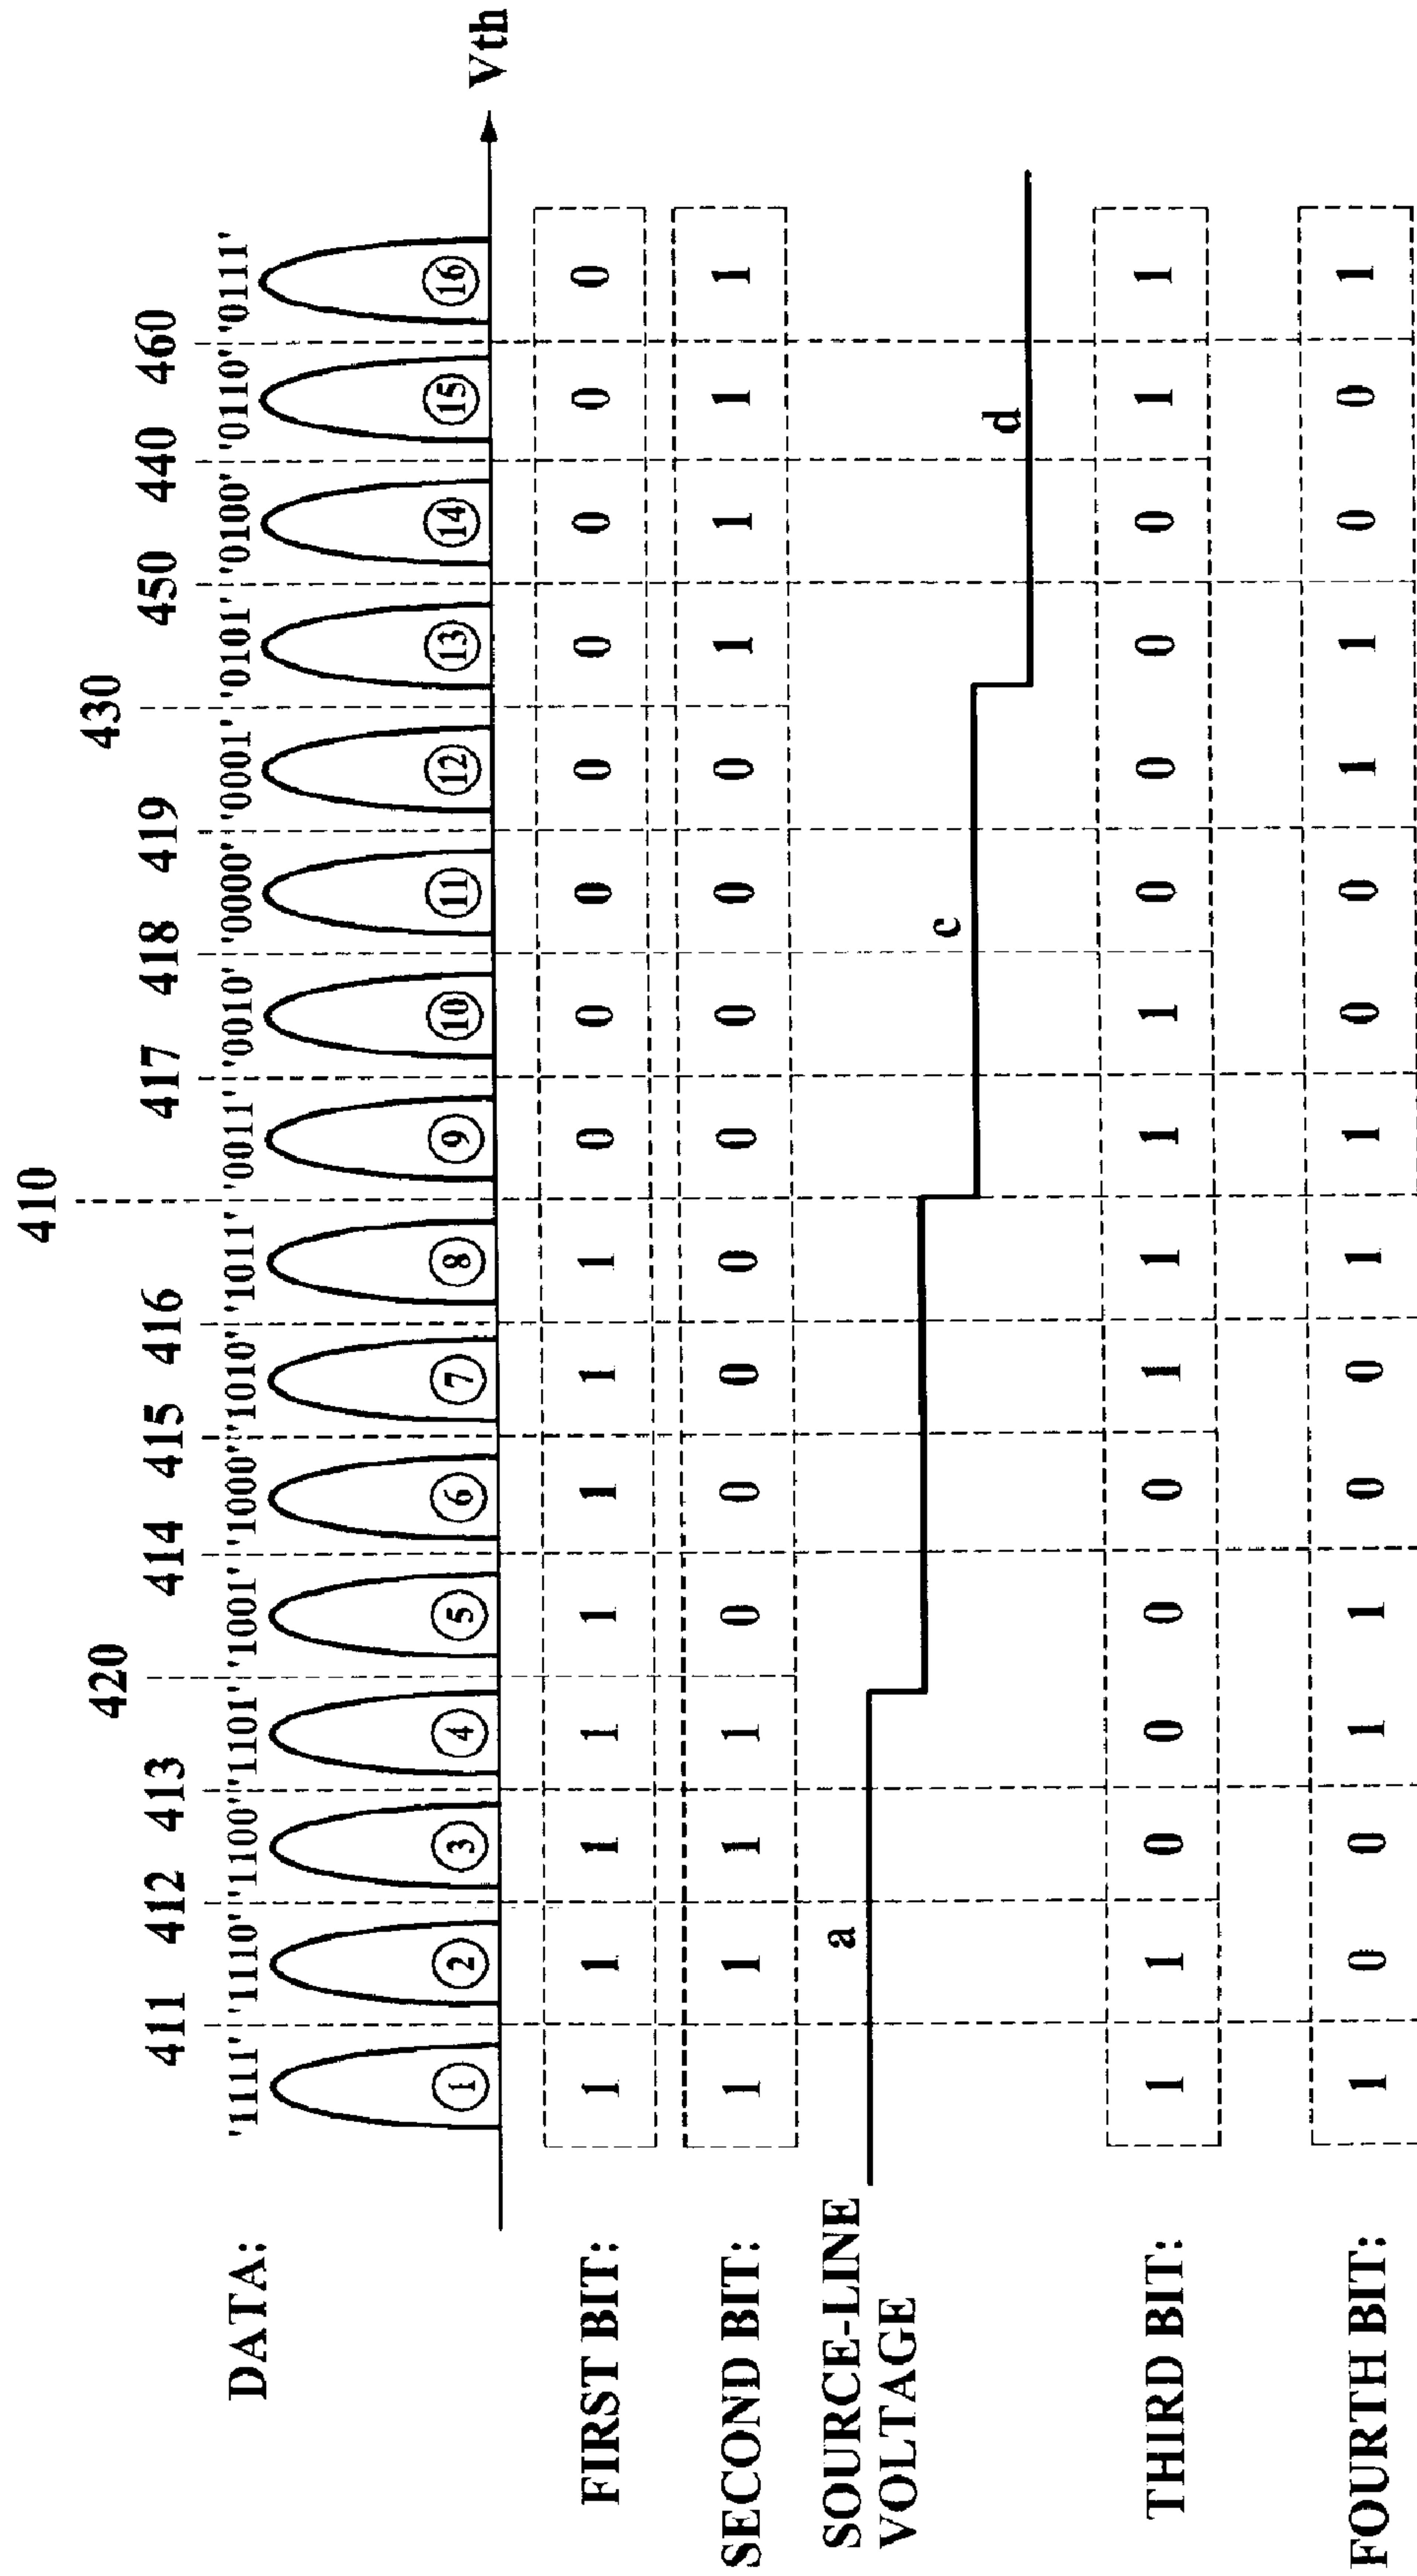 410
420 430
411 412 413 414 415 416 417 418 419 450 440 460
DATA: '1111' '1110' '1100' '1101' '1001' '1000' '1010' '1011' '0011' '0010' '0000' '0001' '0101' '0100' '0110' '0111'
1 2 3 4 5 6 7 8 9 10 11 12 13 14 15 16
Vth
FIRST BIT: 1 1 1 1 1 1 1 1 0 0 0 0 0 0 0 0
SECOND BIT: 1 1 1 1 0 0 0 0 0 0 0 0 1 1 1 1
SOURCE-LINE
VOLTAGE
a
c
d
THIRD BIT: 1 1 0 0 0 0 1 1 1 1 0 0 0 0 1 1
FOURTH BIT: 1 0 0 1 1 0 0 1 1 0 0 1 1 0 0 1